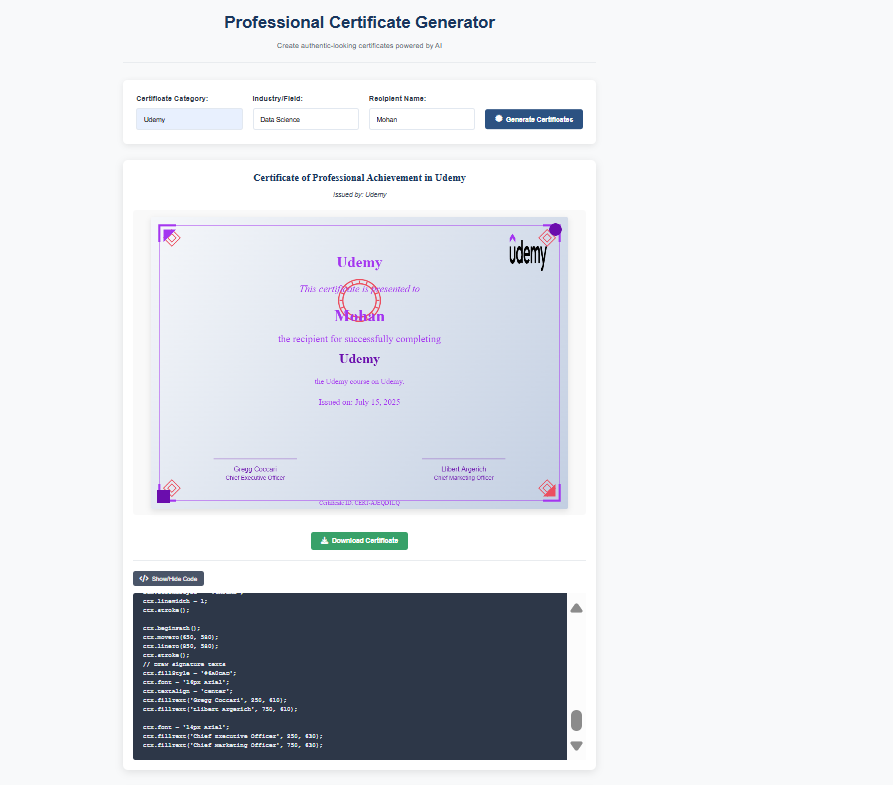 Professional Certificate Generator
Create authentic-looking certificates powered by AI
Certificate Category:
Industry/Field:
Recipient Name:
Udemy
Data Science
Mohan
Generate Certificates
Certificate of Professional Achievement in Udemy
Issued by: Udemy
udemy
Udemy
This certificate is presented to
Mohan
the recipient for successfully completing
Udemy
the Udemy course on Udemy.
Issued on: July 15, 2025
Gregg Coccari
Chief Executive Officer
Llibert Argerich
Chief Marketing Officer
Certificate ID: CERT-
Download Certificate
</> Show/Hide Code
ctx.lineWidth = 1;
ctx.stroke();
ctx.beginPath();
ctx.moveTo(650, 580);
ctx.lineTo(850, 580);
ctx.stroke();
// Draw signature texts
ctx.fillStyle =
ctx.font = '16px Arial';
ctx.textAlign = 'center';
ctx.fillText("Gregg Coccari", 250, 610);
ctx.fillText("Llibert Argerich", 750, 610);
ctx.font = '14px Arial';
ctx.fillText("Chief Executive Officer", 250, 630);
ctx.fillText("Chief Marketing Officer", 750, 630);